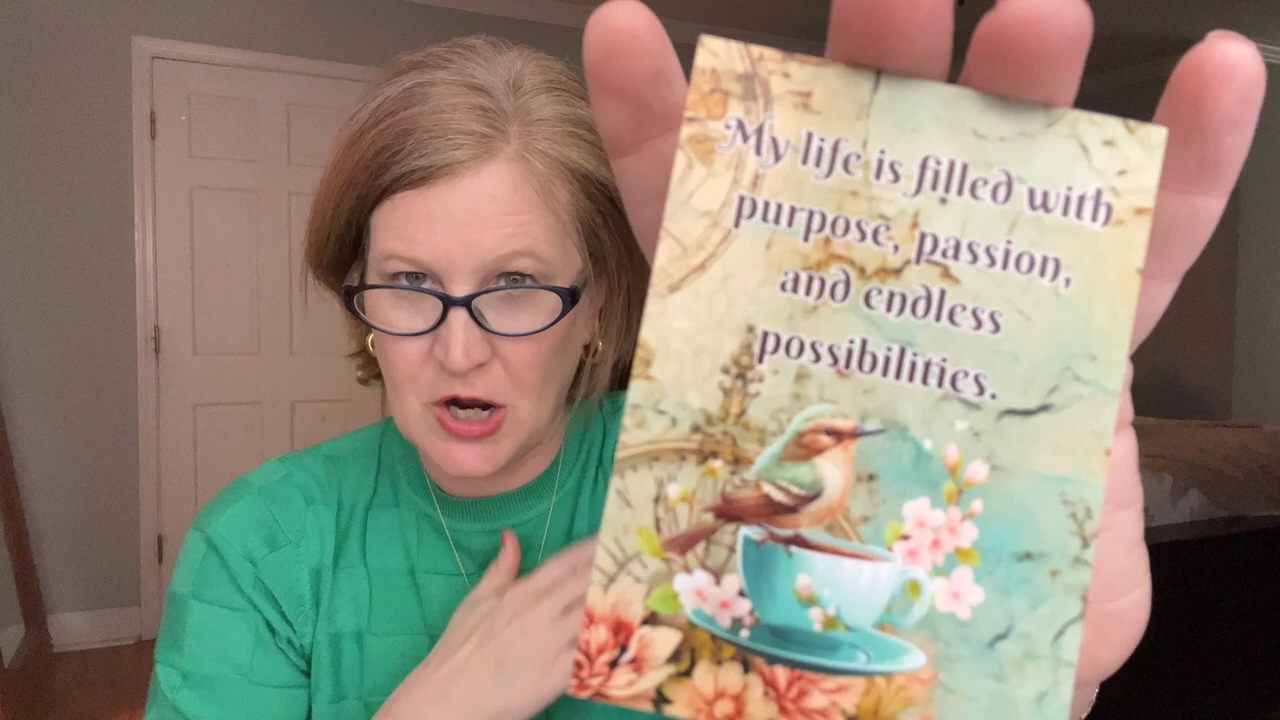 My life is filled with
purpose, passion,
and endless
possibilities.